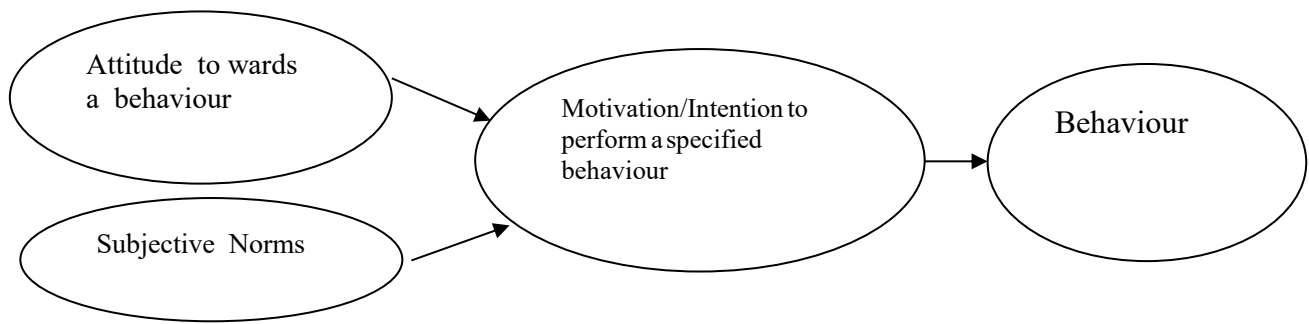 Attitude to wards
a behaviour
Subjective Norms
Motivation/Intention to
perform a specified
behaviour
Behaviour